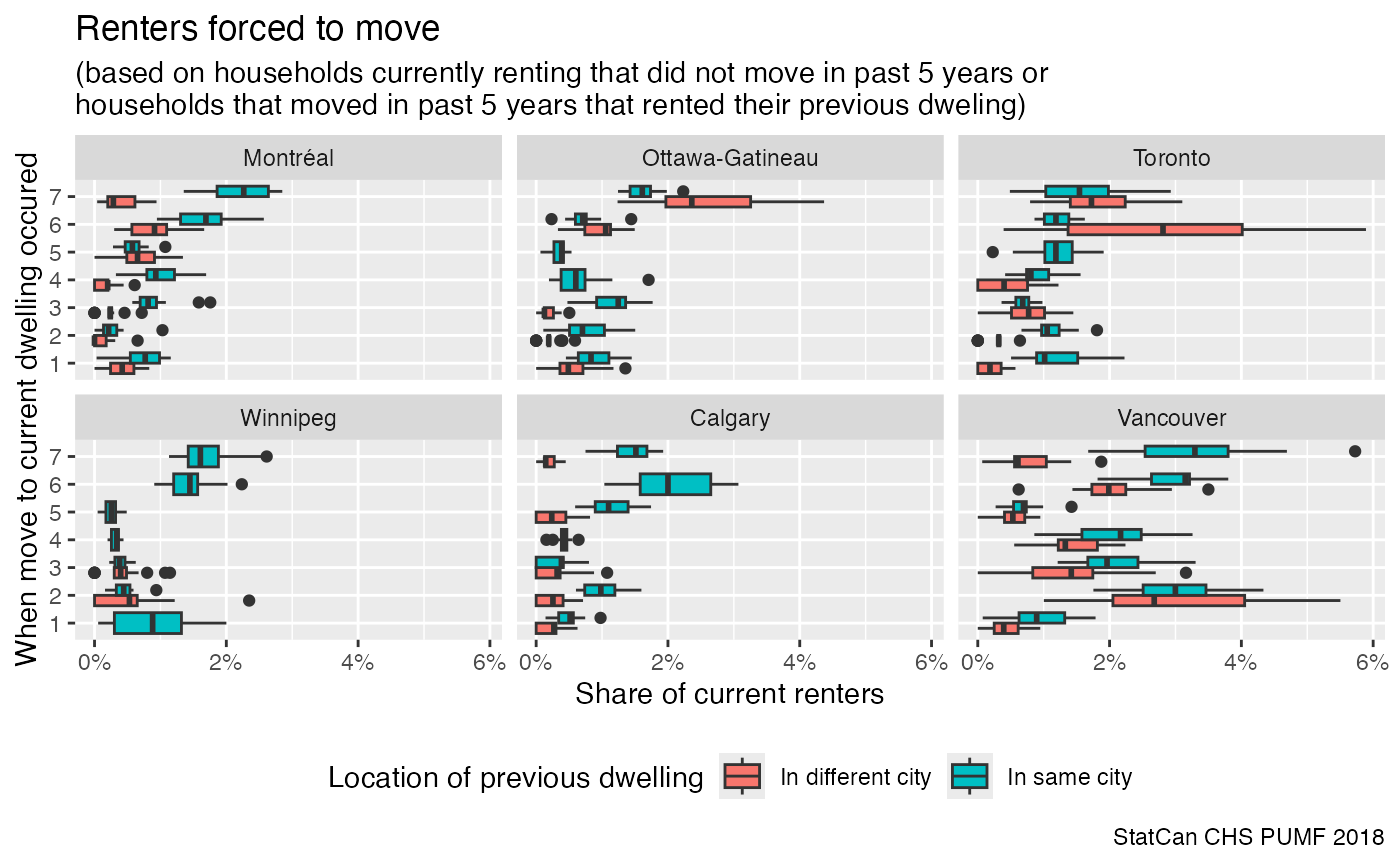 Renters forced to move
(based on households currently renting that did not move in past 5 years or
households that moved in past 5 years that rented their previous dweling)
Montréal Ottawa-Gatineau Toronto
7
6
5
4
3
2
1
Winnipeg Calgary Vancouver
7
6
5
4
3
2
1
When move to current dwelling occured
0% 2% 4% 6% 0% 2% 4% 6% 0% 2% 4% 6%
Share of current renters
Location of previous dwelling In different city In same city
StatCan CHS PUMF 2018